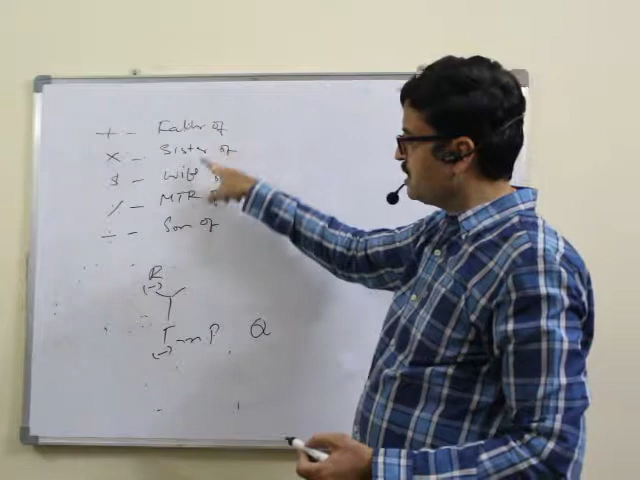 + - Father of
× - Sister of
$ - Wife
% - MTR
÷ - Son of
R
(-)
T - P Q
(-)